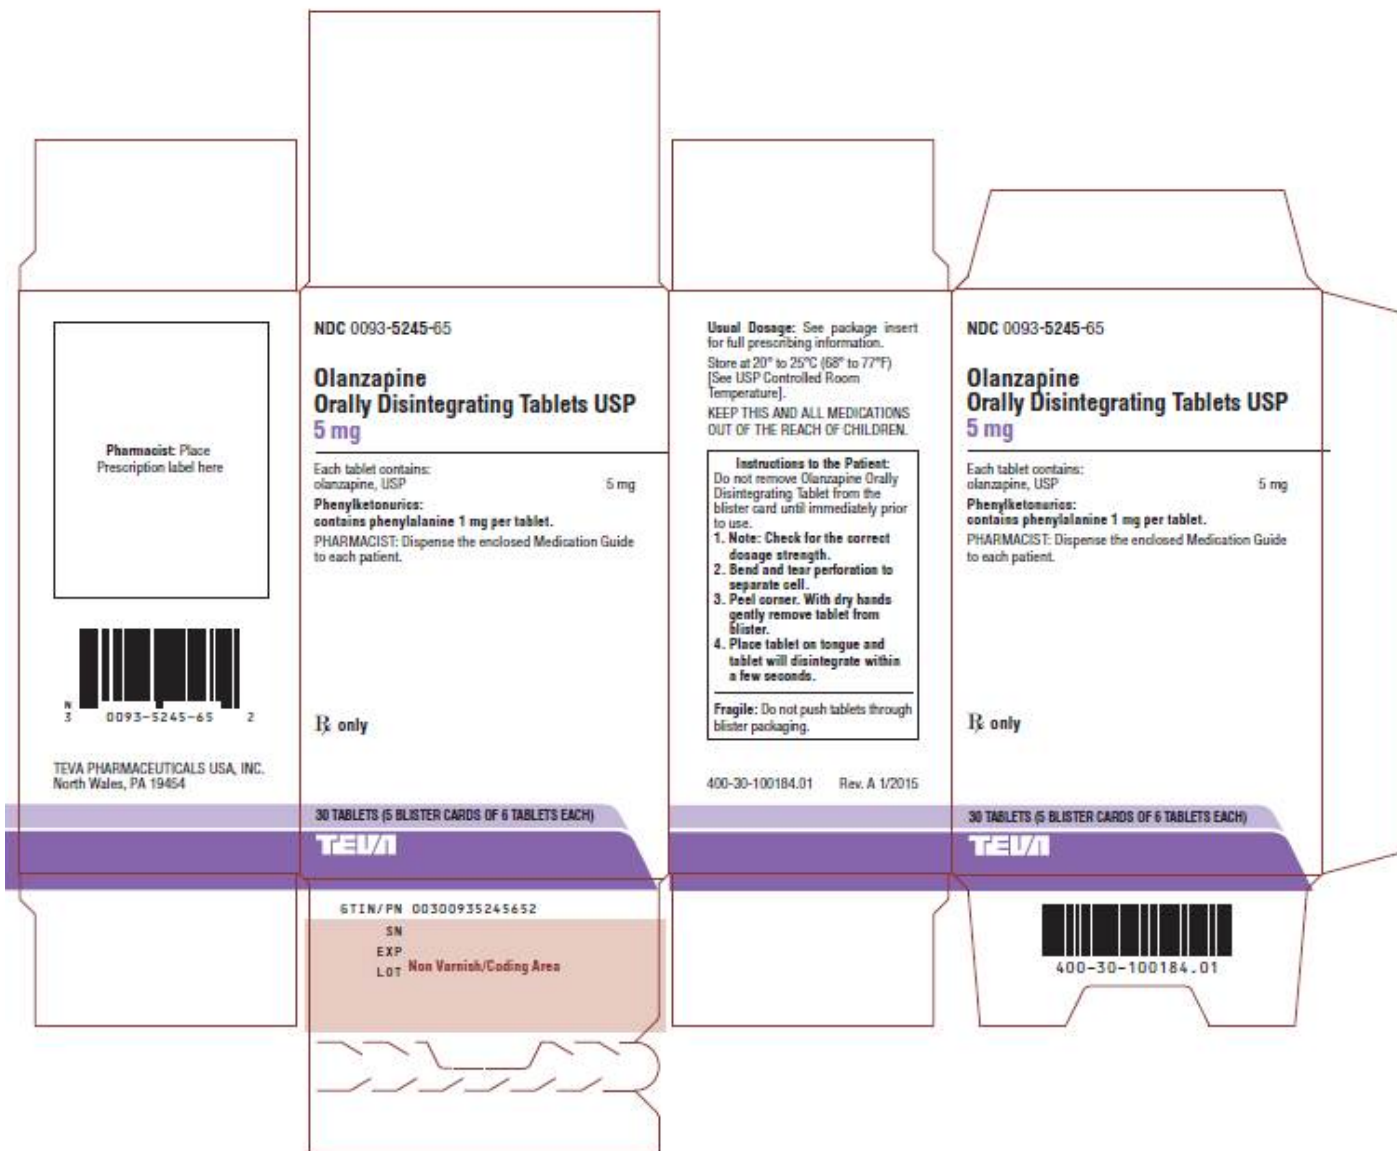 Pharmacist: Place
Prescription label here
N
3 0093-5245-65 2
TEVA PHARMACEUTICALS USA, INC.
North Wales, PA 19454
NDC 0093-5245-65
Olanzapine
Orally Disintegrating Tablets USP
5 mg
Each tablet contains:
olanzapine, USP 5 mg
Phenylketonurics:
contains phenylalanine 1 mg per tablet.
PHARMACIST: Dispense the enclosed Medication Guide
to each patient.
℞ only
30 TABLETS (5 BLISTER CARDS OF 6 TABLETS EACH)
TEVA
GTIN/PN 00300935245652
SN
EXP
LOT
Non Varnish/Coding Area
Usual Dosage: See package insert
for full prescribing information.
Store at 20° to 25°C (68° to 77°F)
[See USP Controlled Room
Temperature].
KEEP THIS AND ALL MEDICATIONS
OUT OF THE REACH OF CHILDREN.
Instructions to the Patient:
Do not remove Olanzapine Orally
Disintegrating Tablet from the
blister card until immediately prior
to use.
1. Note: Check for the correct
dosage strength.
2. Bend and tear perforation to
separate cell.
3. Peel corner. With dry hands
gently remove tablet from
blister.
4. Place tablet on tongue and
tablet will disintegrate within
a few seconds.
Fragile: Do not push tablets through
blister packaging.
400-30-100184.01 Rev. A 1/2015
NDC 0093-5245-65
Olanzapine
Orally Disintegrating Tablets USP
5 mg
Each tablet contains:
olanzapine, USP 5 mg
Phenylketonurics:
contains phenylalanine 1 mg per tablet.
PHARMACIST: Dispense the enclosed Medication Guide
to each patient.
℞ only
30 TABLETS (5 BLISTER CARDS OF 6 TABLETS EACH)
TEVA
400-30-100184.01